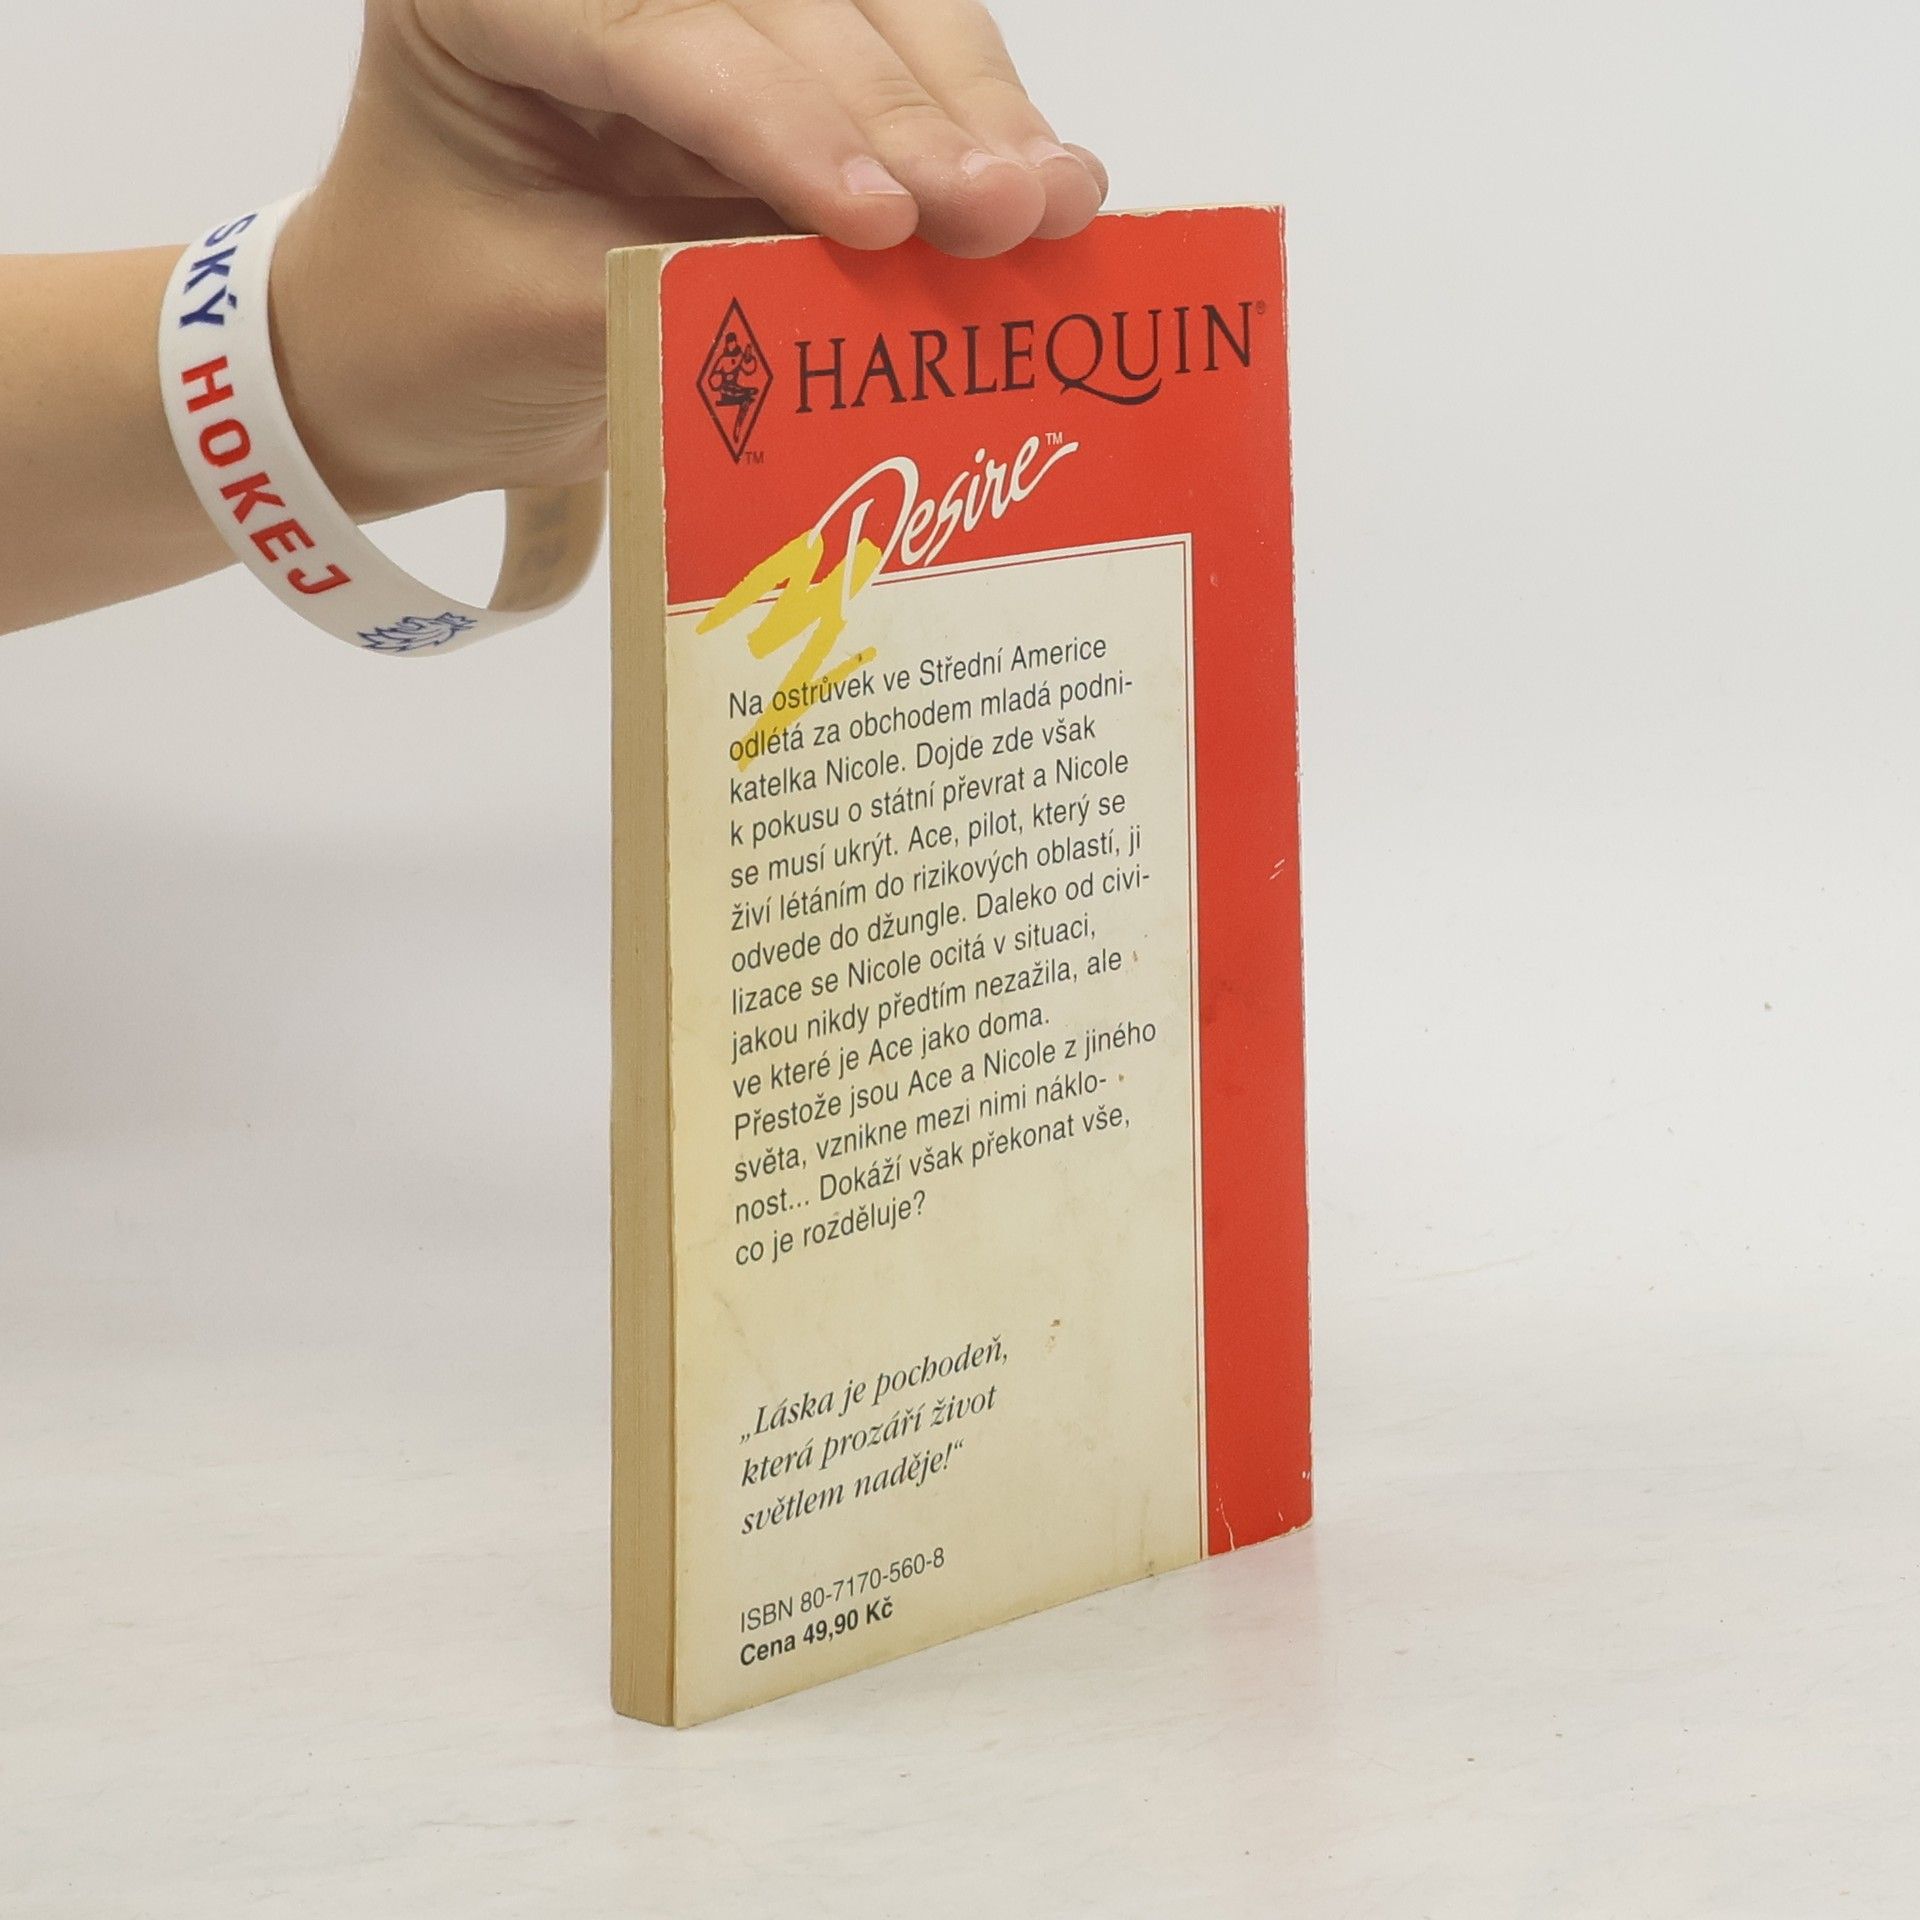 SKÝ HOKEJ
HARLEQUIN®
TM
Desire™
Na ostrůvek ve Střední Americe
odlétá za obchodem mladá podni-
katelka Nicole. Dojde zde však
k pokusu o státní převrat a Nicole
se musí ukrýt. Ace, pilot, který se
živí létáním do rizikových oblastí, ji
odvede do džungle. Daleko od civi-
lizace se Nicole ocitá v situaci,
jakou nikdy předtím nezažila, ale
ve které je Ace jako doma.
Přestože jsou Ace a Nicole z jiného
světa, vznikne mezi nimi náklo-
nost... Dokáží však překonat vše,
co je rozděluje?
„Láska je pochodeň,
která prozáří život
světlem naděje!“
ISBN 80-7170-560-8
Cena 49,90 Kč